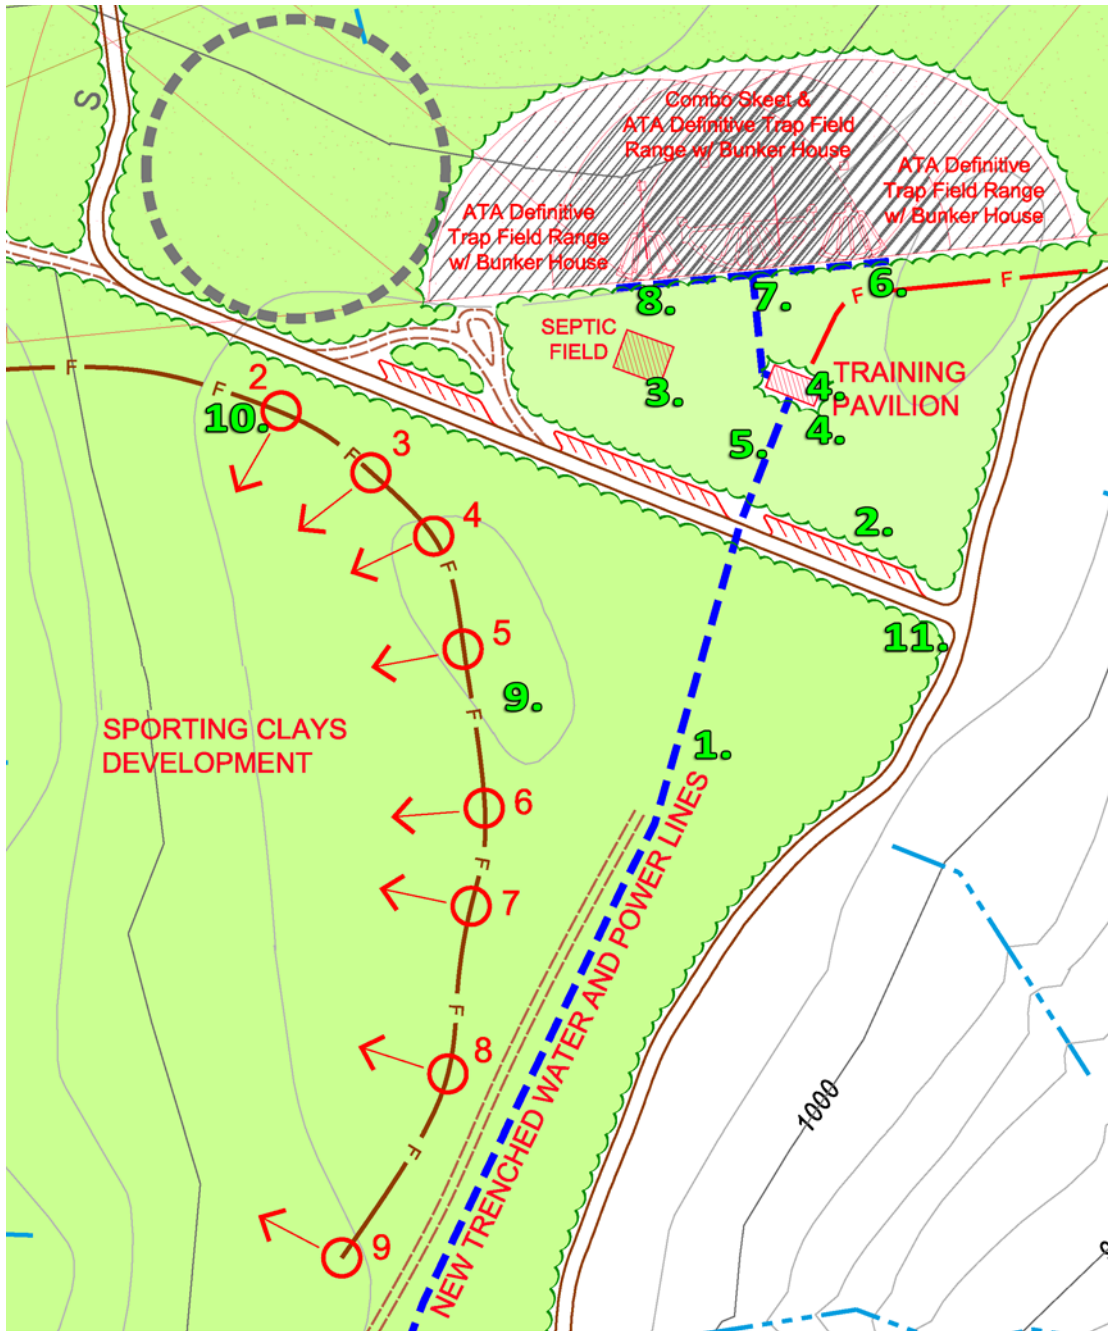 S
Combo Skeet &
ATA Definitive Trap Field
Range w/ Bunker House
ATA Definitive
Trap Field Range
w/ Bunker House
ATA Definitive
Trap Field Range
w/ Bunker House
8.
7.
6.
F
F
SEPTIC
FIELD
3.
4.
TRAINING
PAVILION
4.
5.
2.
F
F
2
10.
3
F
4
F
5
11.
9.
F
1.
SPORTING CLAYS
DEVELOPMENT
6
F
7
F
8
F
9
NEW TRENCHED WATER AND POWER LINES
1000